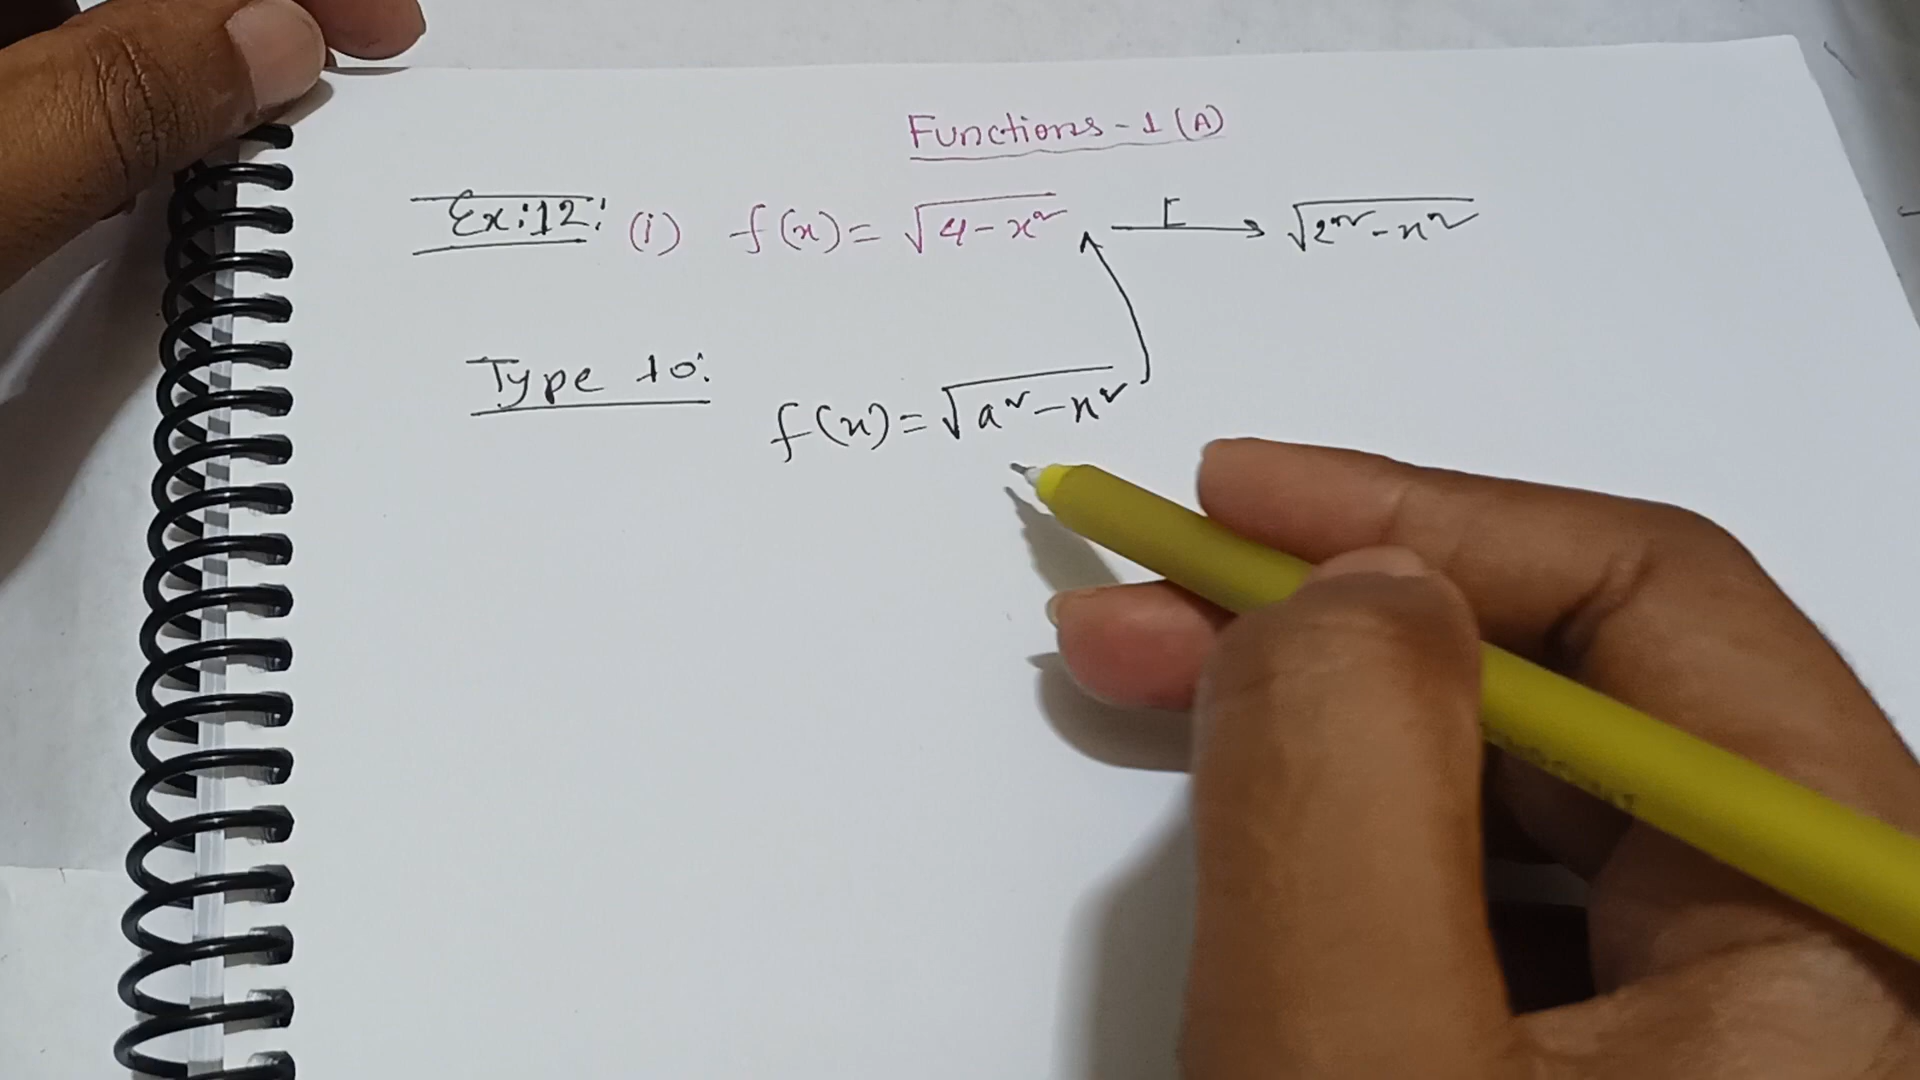 Functions - 1 (A)
Ex:12: (i) f(x) = √4 - x² → √2² - x²
Type 10:
f(x) = √a² - x²